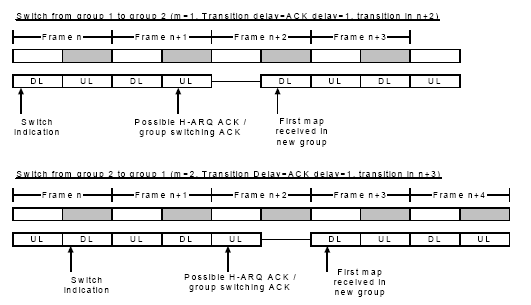 Switch from group 1 to group 2 (m=1, Transition delay=ACK delay=1, transition in n+2)
Frame n Frame n+1 Frame n+2 Frame n+3
DL UL DL UL DL UL DL UL
Switch indication
Possible H-ARQ ACK / group switching ACK
First map received in new group
Switch from group 2 to group 1 (m=2, Transition Delay=ACK delay=1, transition in n+3)
Frame n Frame n+1 Frame n+2 Frame n+3 Frame n+4
UL DL UL DL UL DL UL DL UL
Switch indication
Possible H-ARQ ACK / group switching ACK
First map received in new group